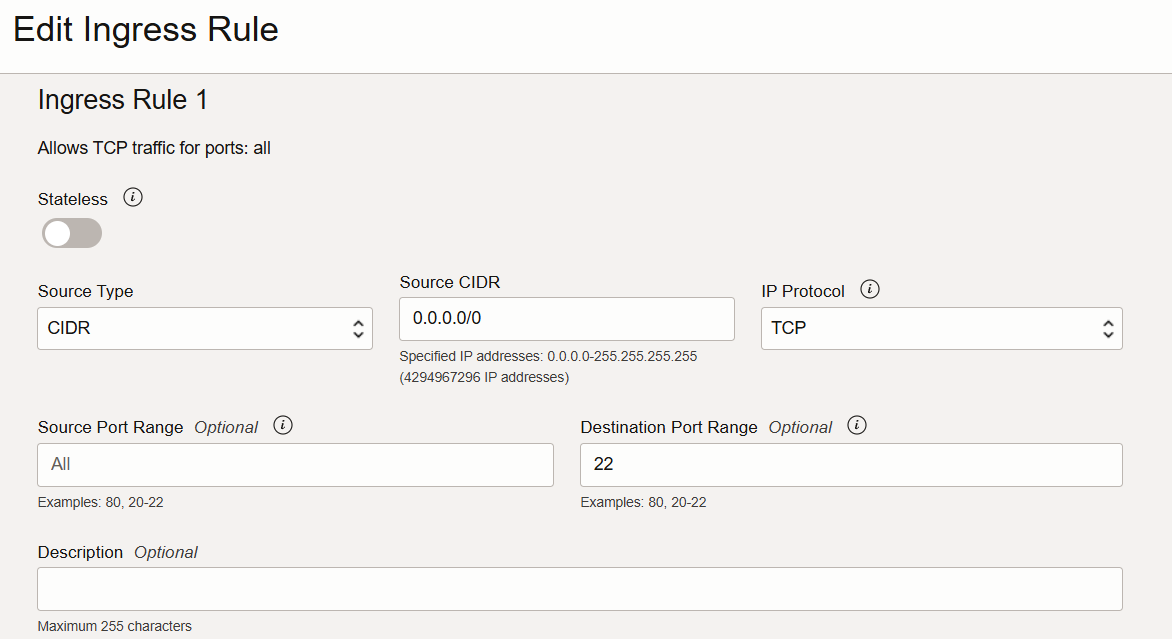 Edit Ingress Rule
Ingress Rule 1
Allows TCP traffic for ports: all
Stateless
Source Type
CIDR
Source CIDR
0.0.0.0/0
Specified IP addresses: 0.0.0.0-255.255.255.255
(4294967296 IP addresses)
IP Protocol
TCP
Source Port Range Optional
All
Examples: 80, 20-22
Destination Port Range Optional
22
Examples: 80, 20-22
Description Optional
Maximum 255 characters